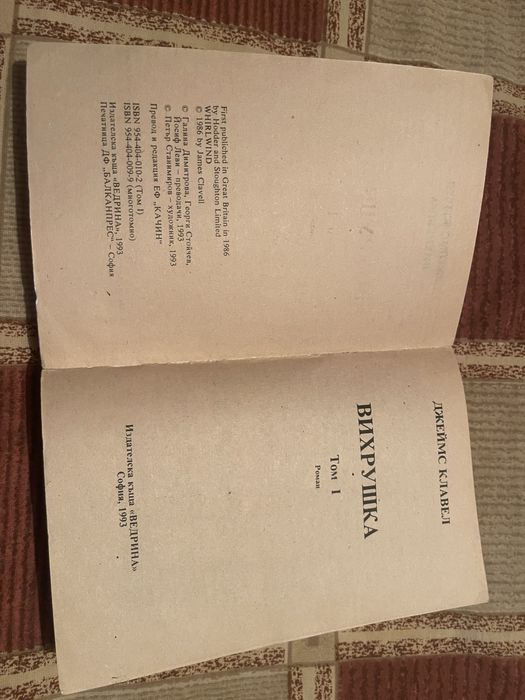 First published in Great Britain in 1986
by Hodder and Stoughton Limited
WHIRLWIND
© 1986 by James Clavell
© Галина Димитрова, Георги Стойчев,
Йосиф Леви – преводачи, 1993
© Петър Станимиров – художник, 1993
Превод и редакция ЕФ „КАЧИН“
ISBN 954-404-010-2 (Том I)
ISBN 954-404-009-9 (многотомно)
Издателска къща «ВЕДРИНА», 1993
Печатница ДФ „БАЛКАНПРЕС“ – София
ДЖЕЙМС КЛАВЕЛ
ВИХРУШКА
Том I
Роман
Издателска къща «ВЕДРИНА»
София, 1993